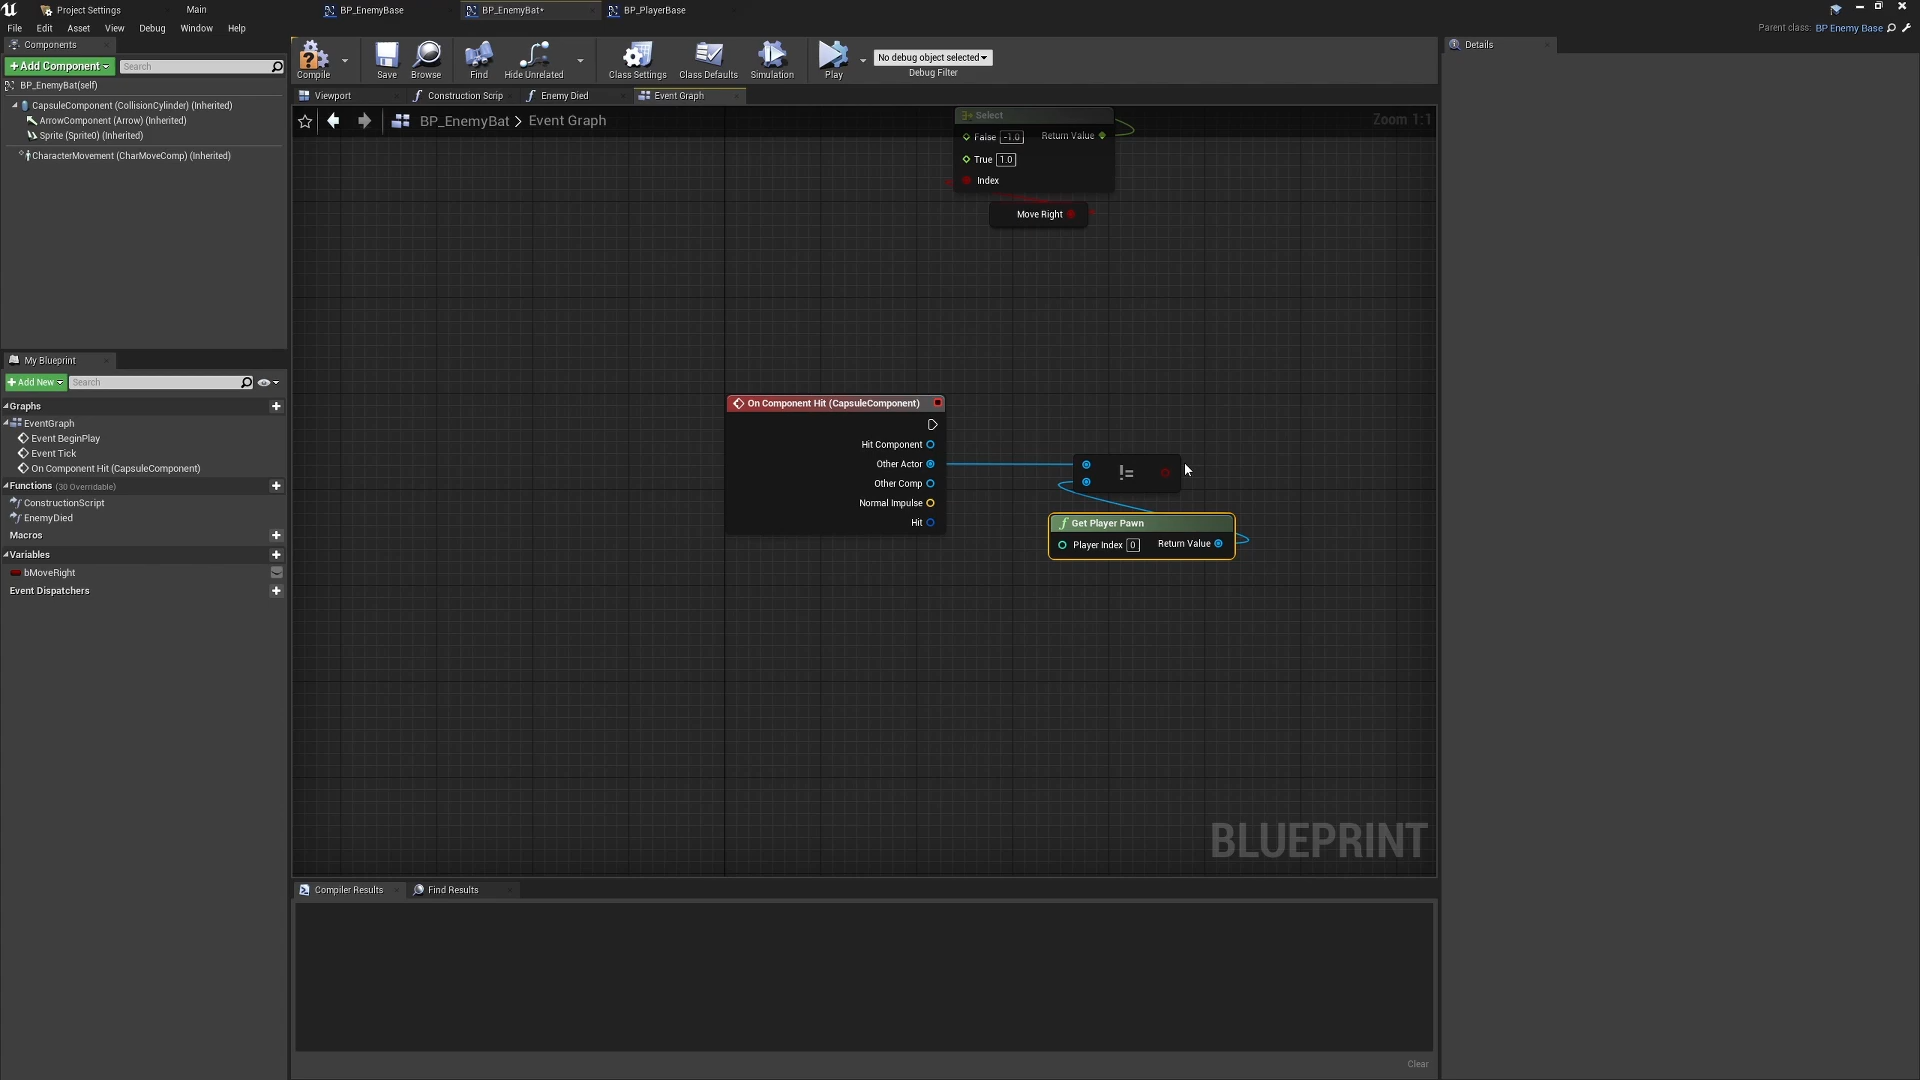 Project Settings
Main
BP_EnemyBase
BP_EnemyBat*
BP_PlayerBase
File
Edit
Asset
View
Debug
Window
Help
Parent class: BP Enemy Base
Components
+Add Component
Search
BP_EnemyBat(self)
CapsuleComponent (CollisionCylinder) (Inherited)
ArrowComponent (Arrow) (Inherited)
Sprite (Sprite0) (Inherited)
CharacterMovement (CharMoveComp) (Inherited)
Compile
Save
Browse
Find
Hide Unrelated
Class Settings
Class Defaults
Simulation
Play
No debug object selected
Debug Filter
Details
Viewport
Construction Scrip
Enemy Died
Event Graph
BP_EnemyBat > Event Graph
Zoom 1:1
Select
False -1.0
Return Value
True 1.0
Index
Move Right
My Blueprint
+Add New
Search
Graphs
EventGraph
Event BeginPlay
Event Tick
On Component Hit (CapsuleComponent)
Functions (30 Overridable)
ConstructionScript
EnemyDied
Macros
Variables
bMoveRight
Event Dispatchers
On Component Hit (CapsuleComponent)
Hit Component
Other Actor
Other Comp
Normal Impulse
Hit
!=
Get Player Pawn
Player Index 0
Return Value
BLUEPRINT
Compiler Results
Find Results
Clear